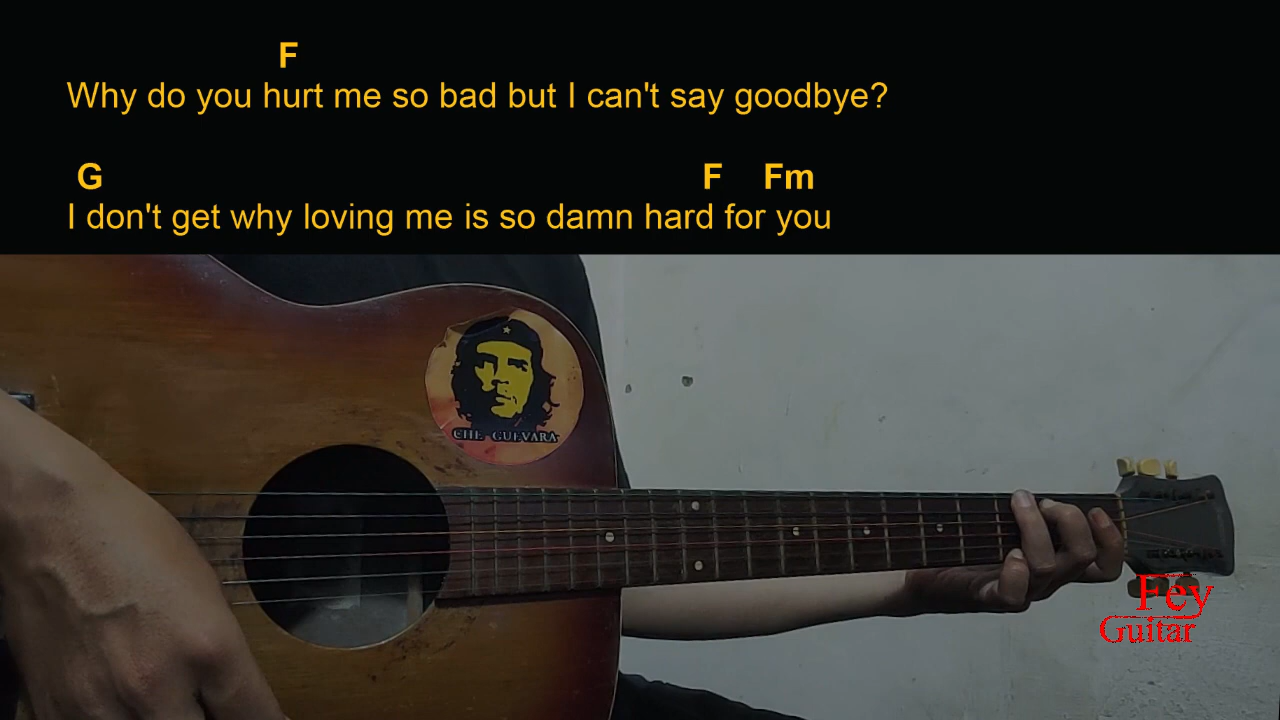 F
Why do you hurt me so bad but I can't say goodbye?
G F Fm
I don't get why loving me is so damn hard for you
CHE GUEVARA
Fey
Guitar